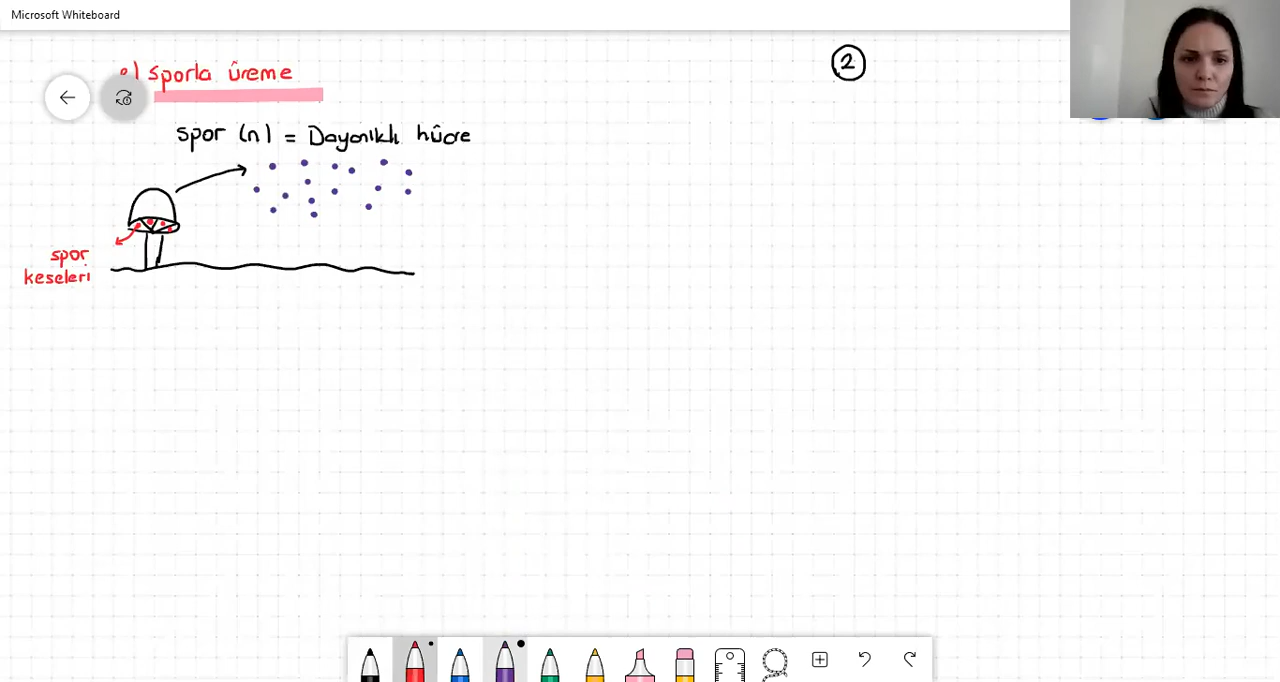 Microsoft Whiteboard
e) Sporla üreme
2
spor (n) = Dayanıklı hücre
spor
keseleri